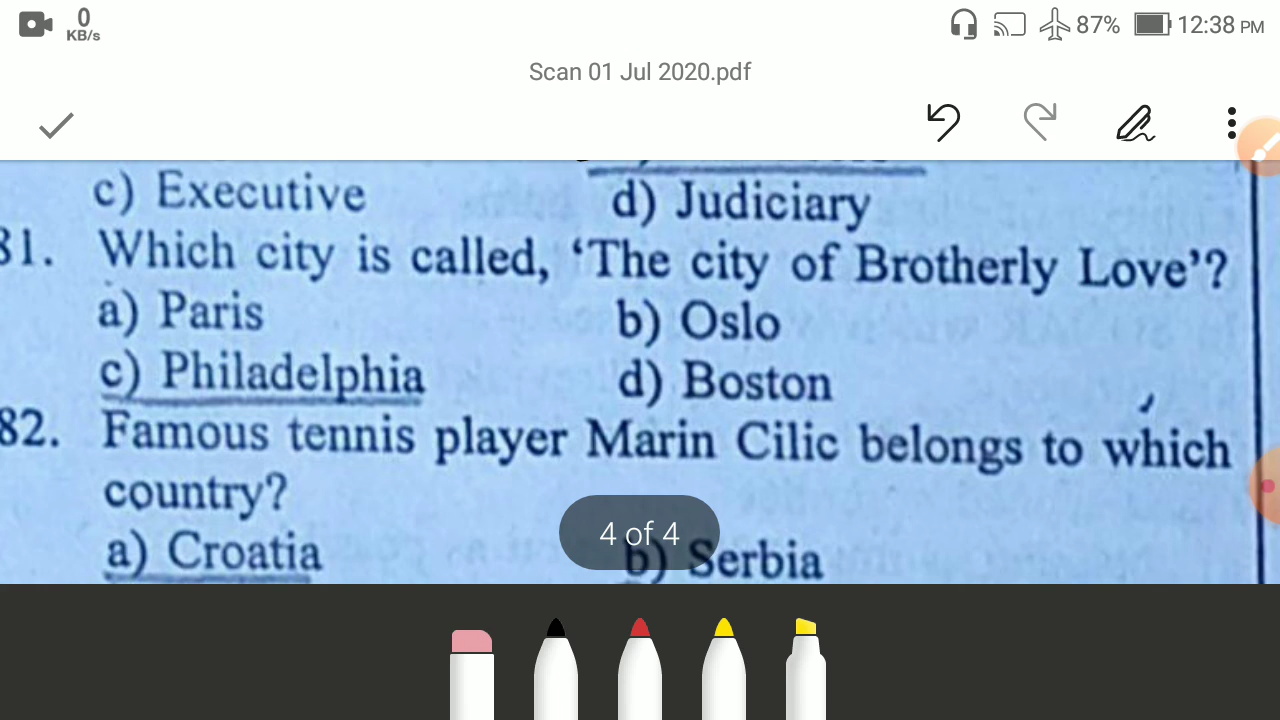 0
KB/s
87%
12:38 PM
Scan 01 Jul 2020.pdf
c) Executive d) Judiciary
81. Which city is called, ‘The city of Brotherly Love’?
a) Paris b) Oslo
c) Philadelphia d) Boston
82. Famous tennis player Marin Cilic belongs to which
country?
4 of 4
a) Croatia b) Serbia